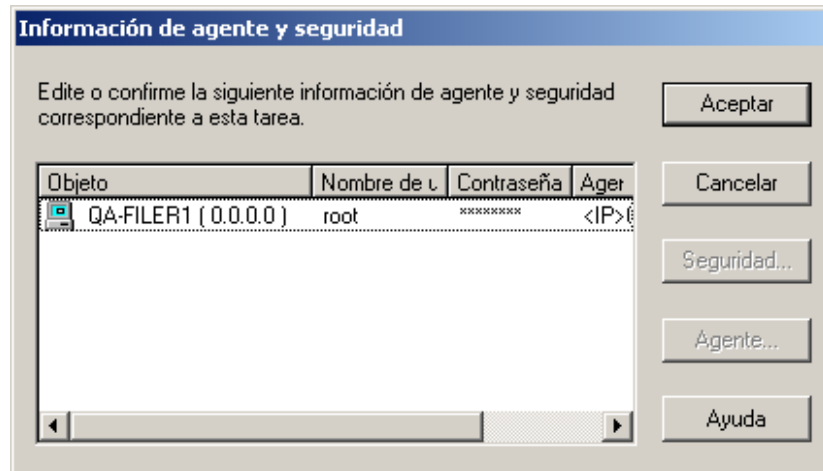 Información de agente y seguridad
Edite o confirme la siguiente información de agente y seguridad
correspondiente a esta tarea.
Aceptar
Objeto Nombre de u Contraseña Ager
QA-FILER1 ( 0.0.0.0 ) root ******** <IP>(
Cancelar
Seguridad...
Agente...
Ayuda